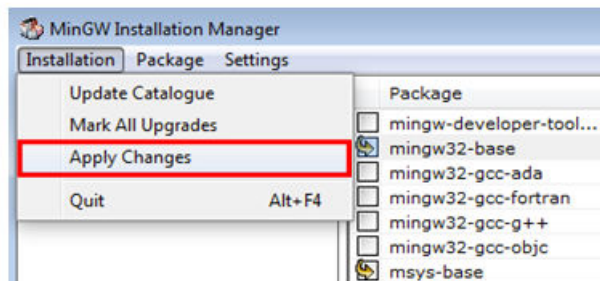 MinGW Installation Manager
Installation Package Settings
Update Catalogue
Mark All Upgrades
Apply Changes
Quit Alt+F4
Package
mingw-developer-tool...
mingw32-base
mingw32-gcc-ada
mingw32-gcc-fortran
mingw32-gcc-g++
mingw32-gcc-objc
msys-base